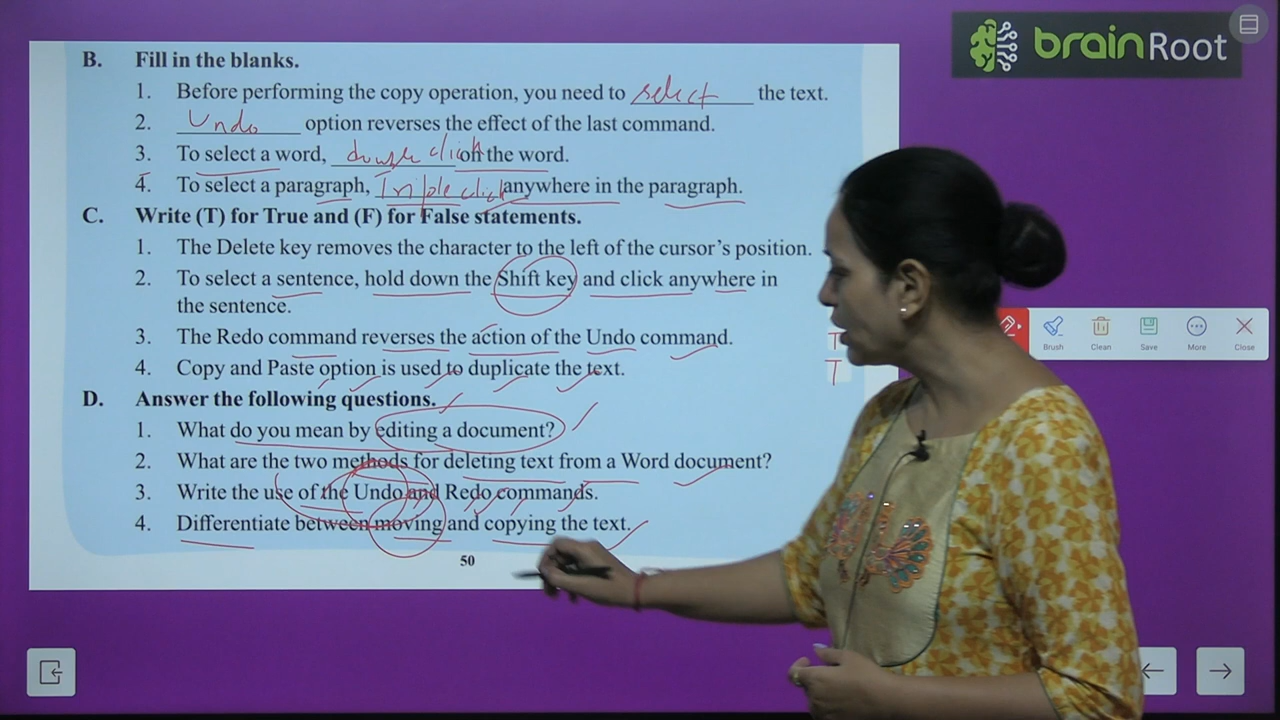 brainRoot
B. Fill in the blanks.
1. Before performing the copy operation, you need to select the text.
2. Undo option reverses the effect of the last command.
3. To select a word, double click on the word.
4. To select a paragraph, Triple click anywhere in the paragraph.
C. Write (T) for True and (F) for False statements.
1. The Delete key removes the character to the left of the cursor's position.
2. To select a sentence, hold down the Shift key and click anywhere in
the sentence.
3. The Redo command reverses the action of the Undo command. T
4. Copy and Paste option is used to duplicate the text. T
D. Answer the following questions.
1. What do you mean by editing a document?
2. What are the two methods for deleting text from a Word document?
3. Write the use of the Undo and Redo commands.
4. Differentiate between moving and copying the text.
50
Brush Clean Save More Close